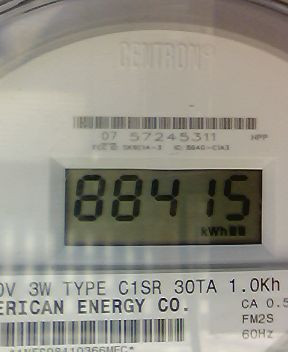 CENTRON®
07 57245311 HPP
88415
kWh
0V 3W TYPE C1SR 30TA 1.0Kh
ERICAN ENERGY CO.
CA 0.5
FM2S
60Hz